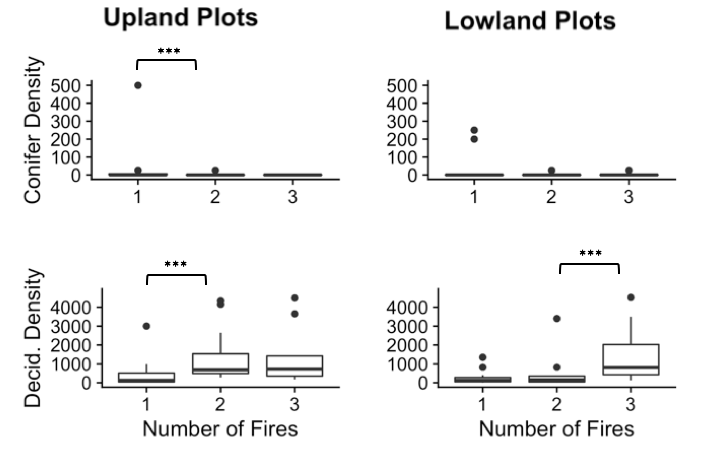 Upland Plots
Lowland Plots
***
Conifer Density
500
400
300
200
100
0
1 2 3
500
400
300
200
100
0
1 2 3
***
Decid. Density
4000
3000
2000
1000
0
1 2 3
Number of Fires
***
4000
3000
2000
1000
0
1 2 3
Number of Fires